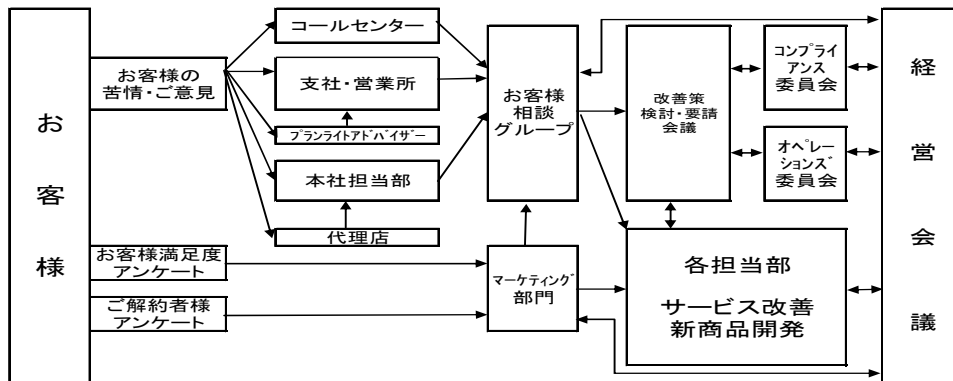 お客様
お客様の
苦情・ご意見
お客様満足度
アンケート
ご解約者様
アンケート
コールセンター
支社・営業所
プランライトアドバイザー
本社担当部
代理店
お客様
相談
グループ
マーケティング
部門
改善策
検討・要請
会議
コンプライ
アンス
委員会
オペレー
ションズ
委員会
各担当部
サービス改善
新商品開発
経営会議